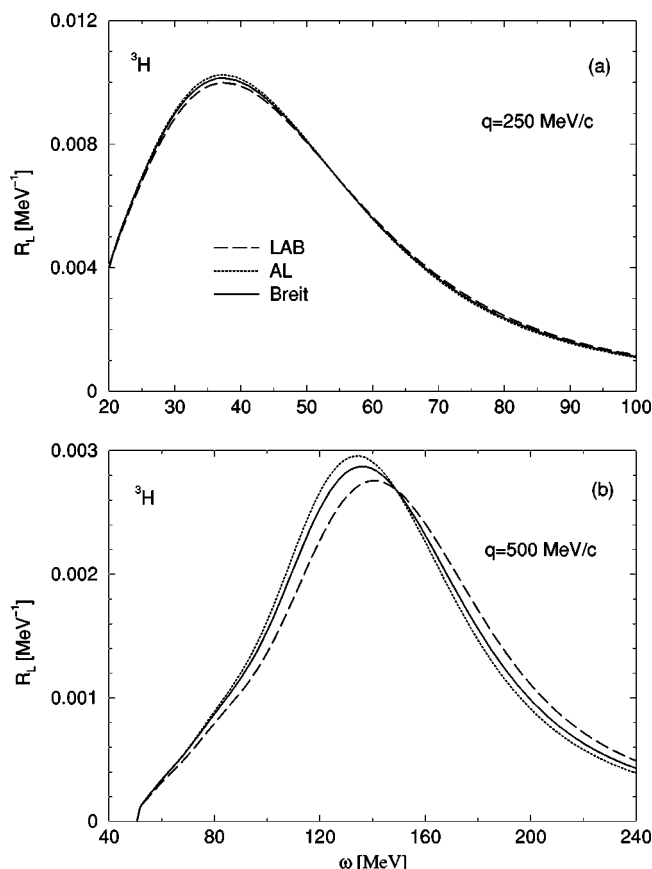 0.012
³H
(a)
q=250 MeV/c
0.008
R_L [MeV⁻¹]
LAB
AL
Breit
0.004
0
20 30 40 50 60 70 80 90 100
0.003
³H
(b)
q=500 MeV/c
0.002
R_L [MeV⁻¹]
0.001
0
40 80 120 160 200 240
ω [MeV]